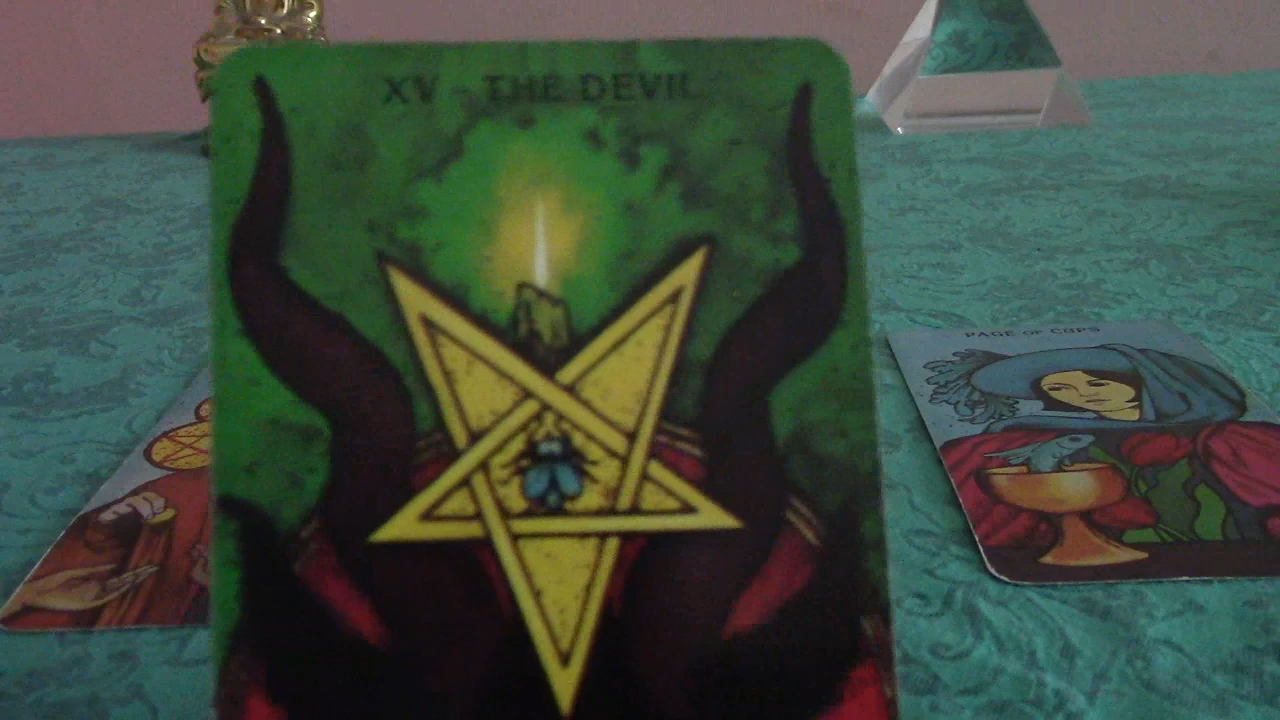 XV - THE DEVIL
PAGE OF CUPS